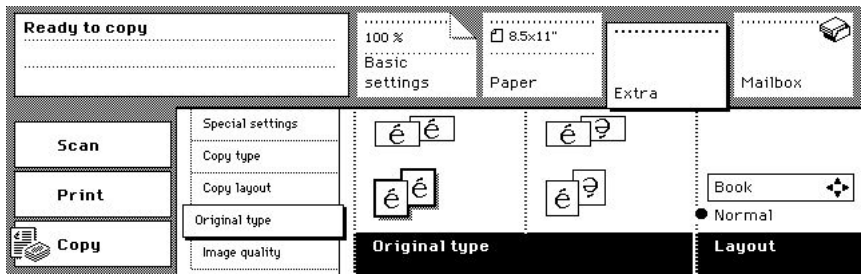 Ready to copy
100 %
Basic
settings
8.5x11"
Paper
Extra
Mailbox
Scan
Print
Copy
Special settings
Copy type
Copy layout
Original type
Image quality
é é
é é
é
é
Original type
Book
Normal
Layout